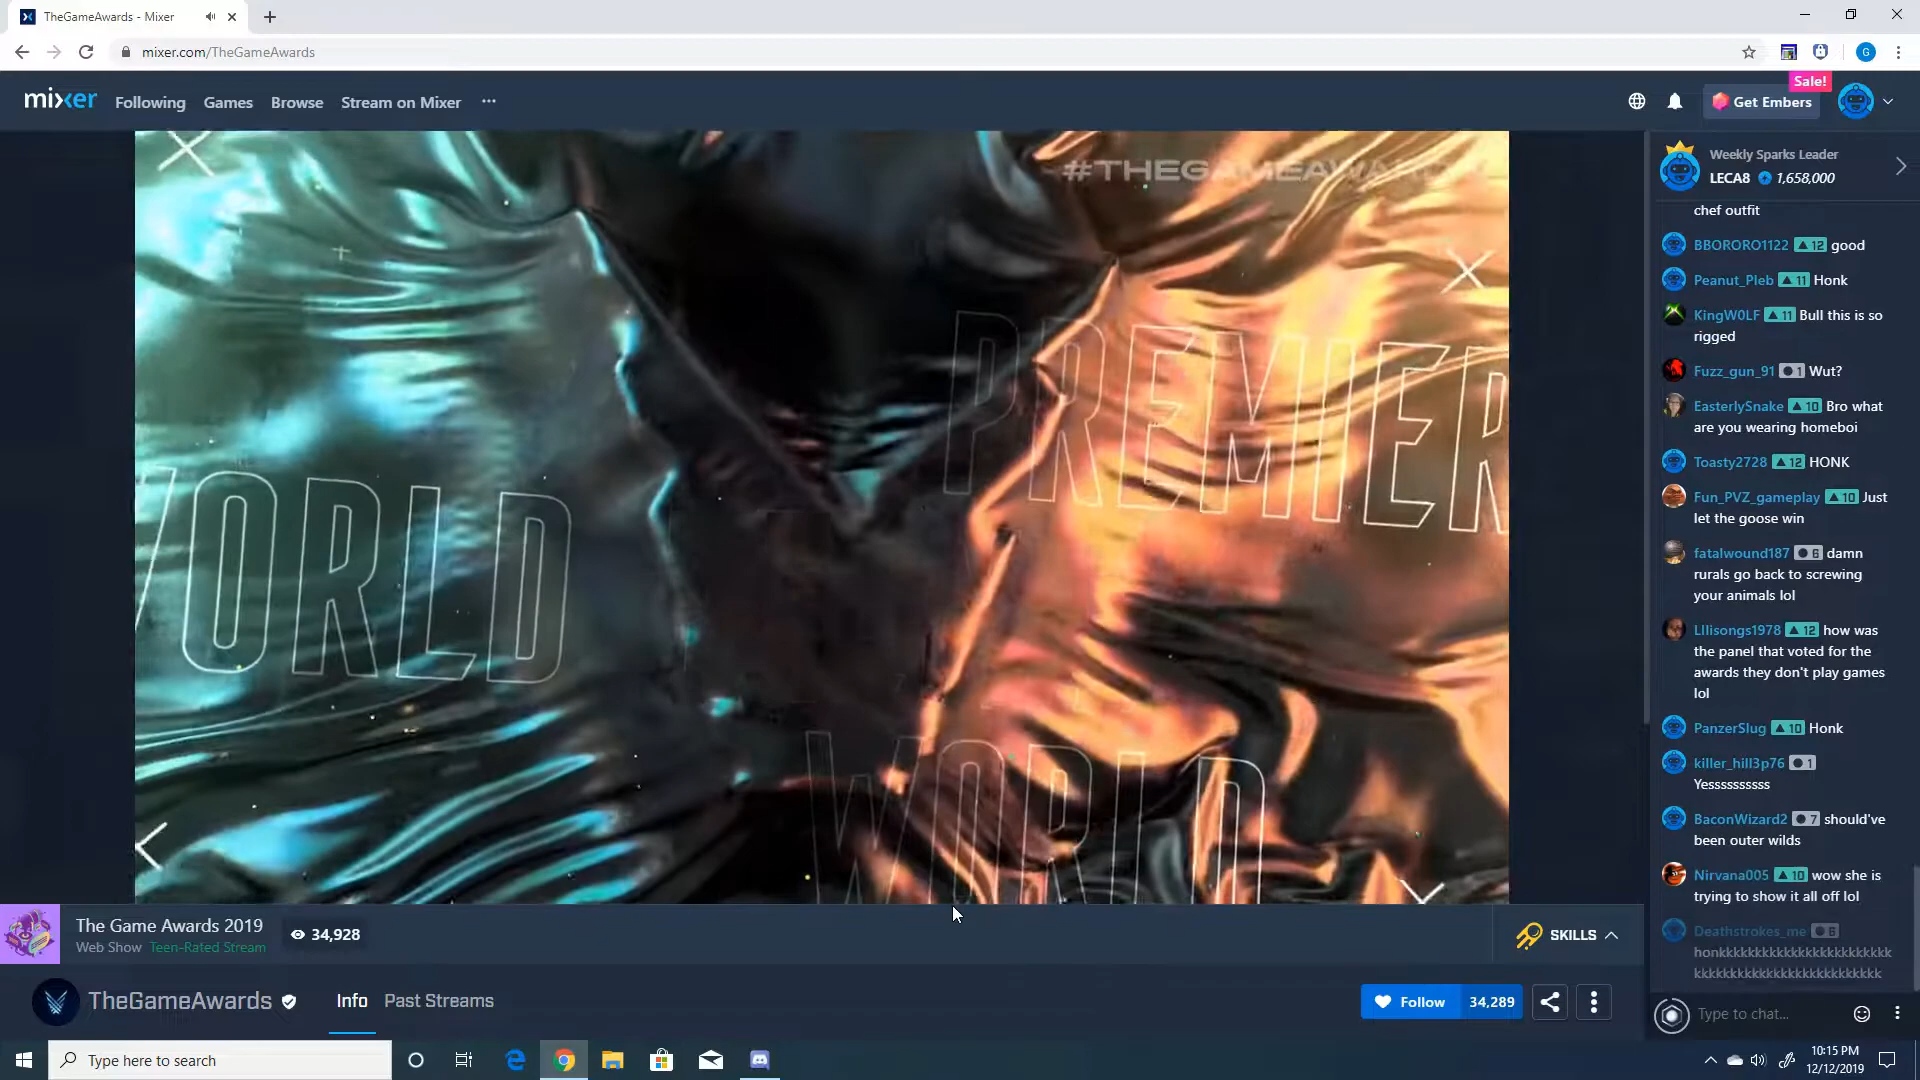 TheGameAwards - Mixer
mixer.com/TheGameAwards
G
Sale!
mixer
Following
Games
Browse
Stream on Mixer
Get Embers
#THEGAMEAWARD
Weekly Sparks Leader
LECA8 1,658,000
chef outfit
BBORORO1122 12 good
Peanut_Pleb 11 Honk
KingW0LF 11 Bull this is so
rigged
Fuzz_gun_91 1 Wut?
EasterlySnake 10 Bro what
are you wearing homeboi
Toasty2728 12 HONK
Fun_PVZ_gameplay 10 Just
let the goose win
fatalwound187 6 damn
rurals go back to screwing
your animals lol
12 how was
the panel that voted for the
awards they don't play games
lol
PanzerSlug 10 Honk
killer_hill3p76 1
Yesssssssss
BaconWizard2 7 should've
been outer wilds
Nirvana005 10 wow she is
trying to show it all off lol
Deathstrokes_me 6
PREMIER
WORLD
WORLD
The Game Awards 2019
34,928
Web Show Teen-Rated Stream
SKILLS
TheGameAwards
Info
Past Streams
Follow 34,289
Type to chat...
Type here to search
10:15 PM
12/12/2019